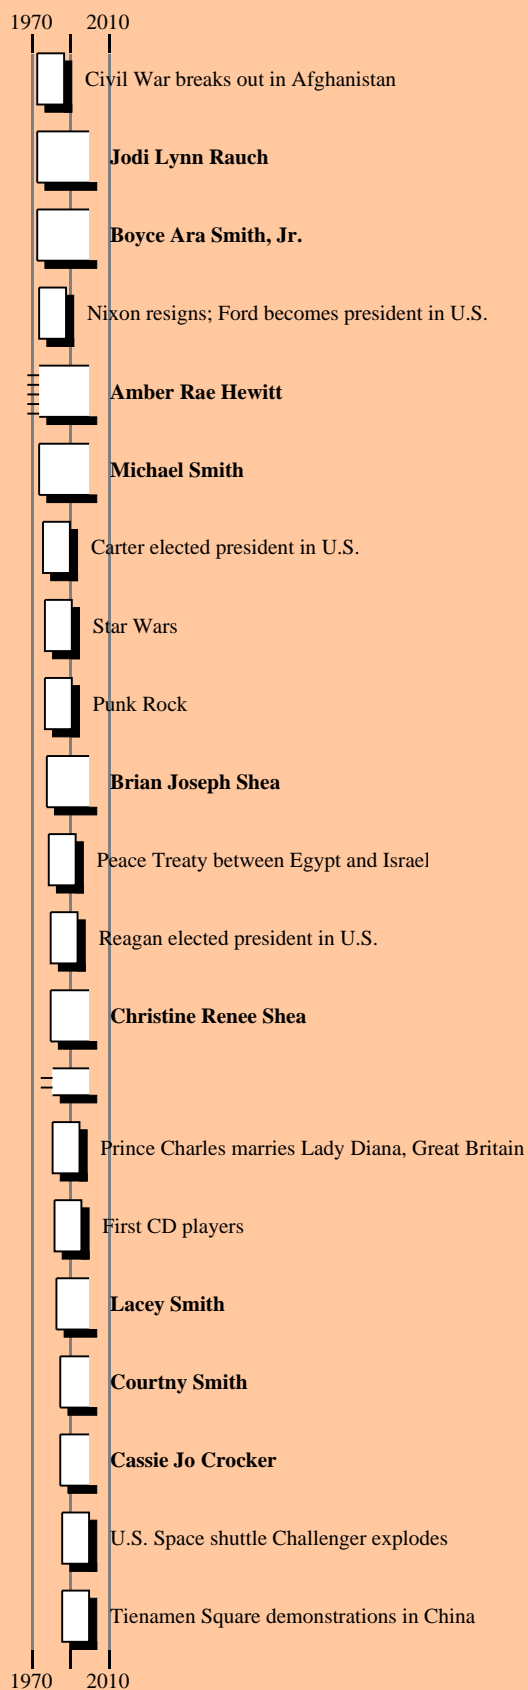 1970 2010
Civil War breaks out in Afghanistan
Jodi Lynn Rauch
Boyce Ara Smith, Jr.
Nixon resigns; Ford becomes president in U.S.
Amber Rae Hewitt
Michael Smith
Carter elected president in U.S.
Star Wars
Punk Rock
Brian Joseph Shea
Peace Treaty between Egypt and Israel
Reagan elected president in U.S.
Christine Renee Shea
Prince Charles marries Lady Diana, Great Britain
First CD players
Lacey Smith
Courtny Smith
Cassie Jo Crocker
U.S. Space shuttle Challenger explodes
Tienamen Square demonstrations in China
1970 2010